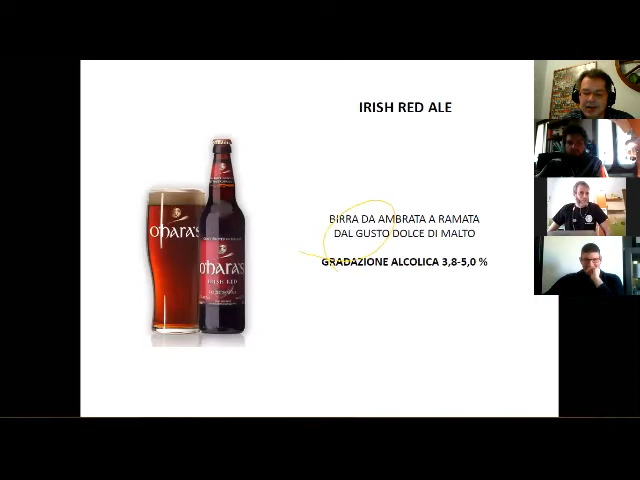 IRISH RED ALE
BIRRA DA AMBRATA A RAMATA
DAL GUSTO DOLCE DI MALTO
GRADAZIONE ALCOLICA 3,8-5,0 %
O'HARA'S
O'HARA'S
IRISH RED